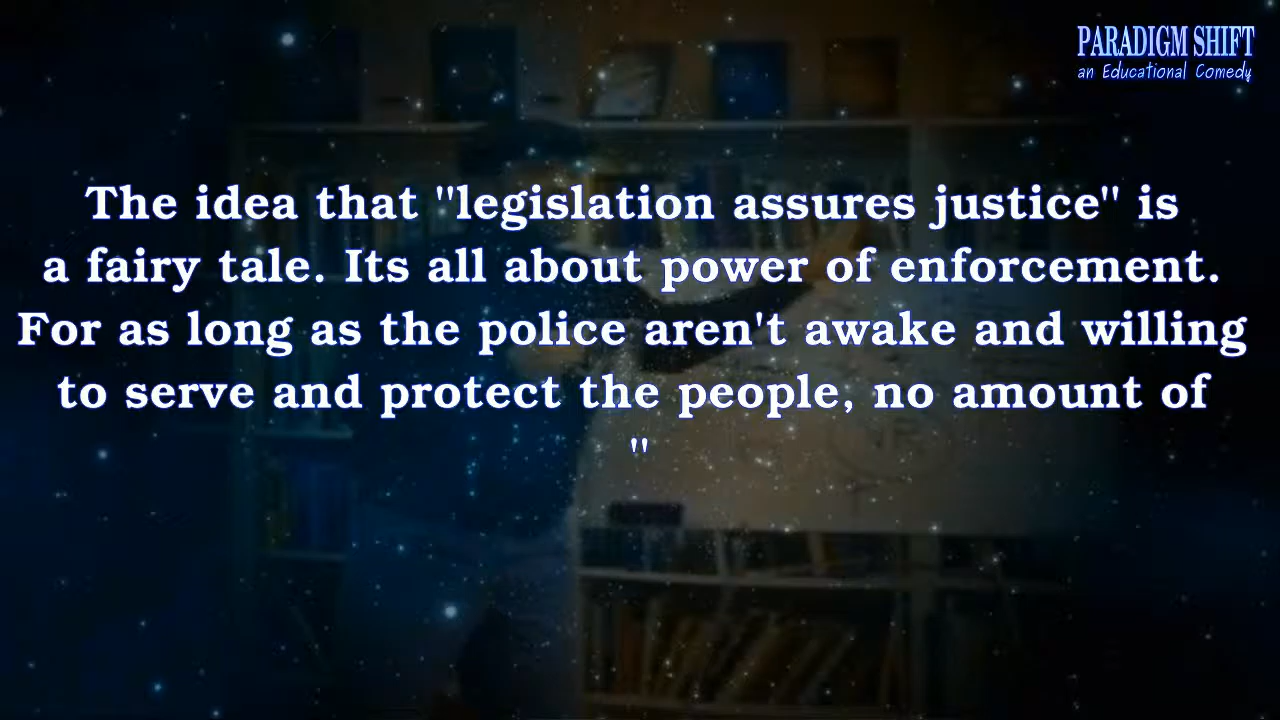 PARADIGM SHIFT
an Educational Comedy
The idea that "legislation assures justice" is
a fairy tale. Its all about power of enforcement.
For as long as the police aren't awake and willing
to serve and protect the people, no amount of
"